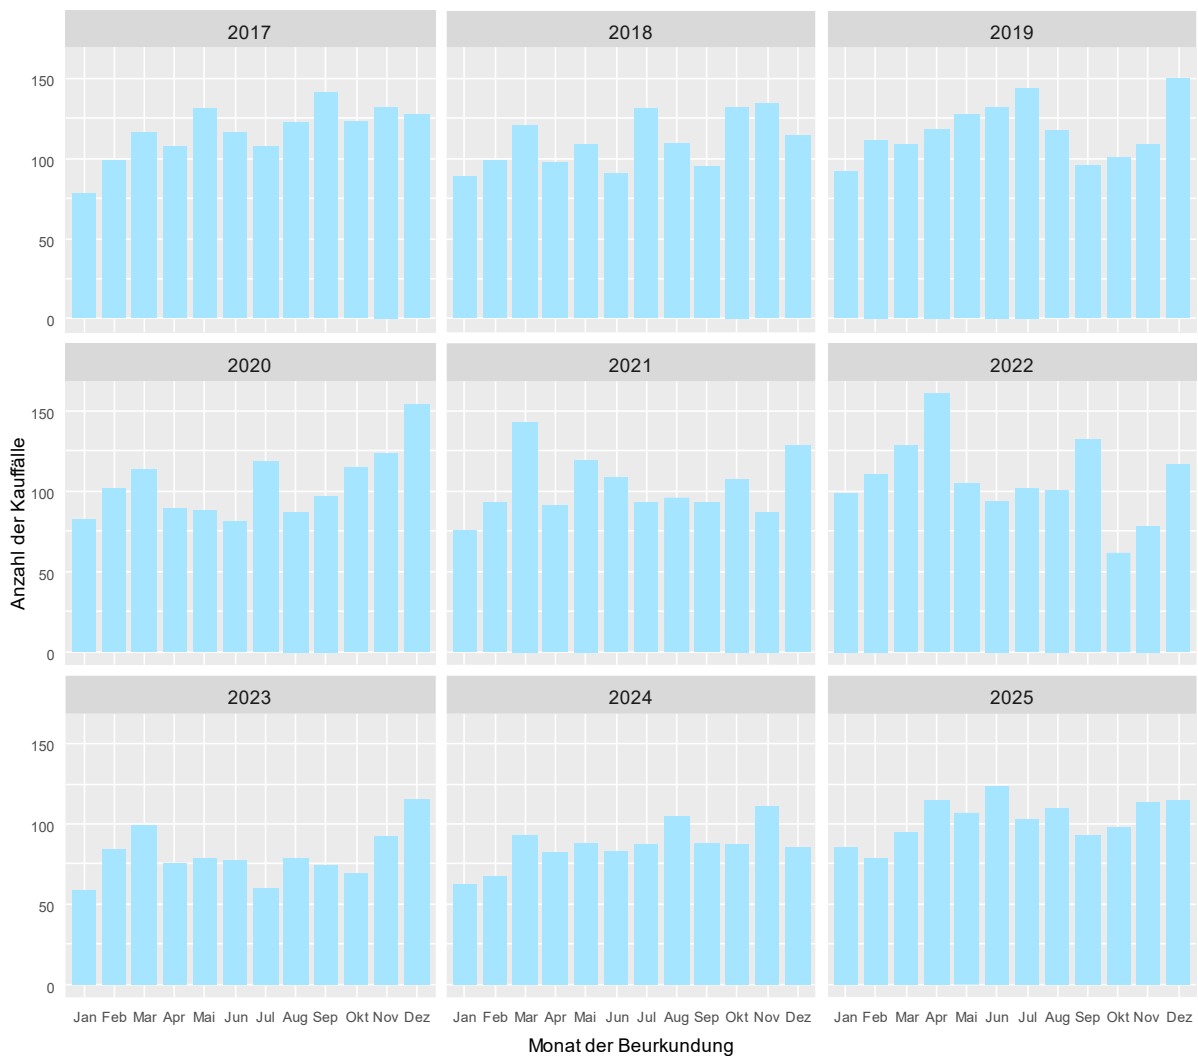 2017 2018 2019
150
100
50
0
2020 2021 2022
150
100
50
0
Anzahl der Kauffälle
2023 2024 2025
150
100
50
0
Jan Feb Mar Apr Mai Jun Jul Aug Sep Okt Nov Dez Jan Feb Mar Apr Mai Jun Jul Aug Sep Okt Nov Dez Jan Feb Mar Apr Mai Jun Jul Aug Sep Okt Nov Dez
Monat der Beurkundung